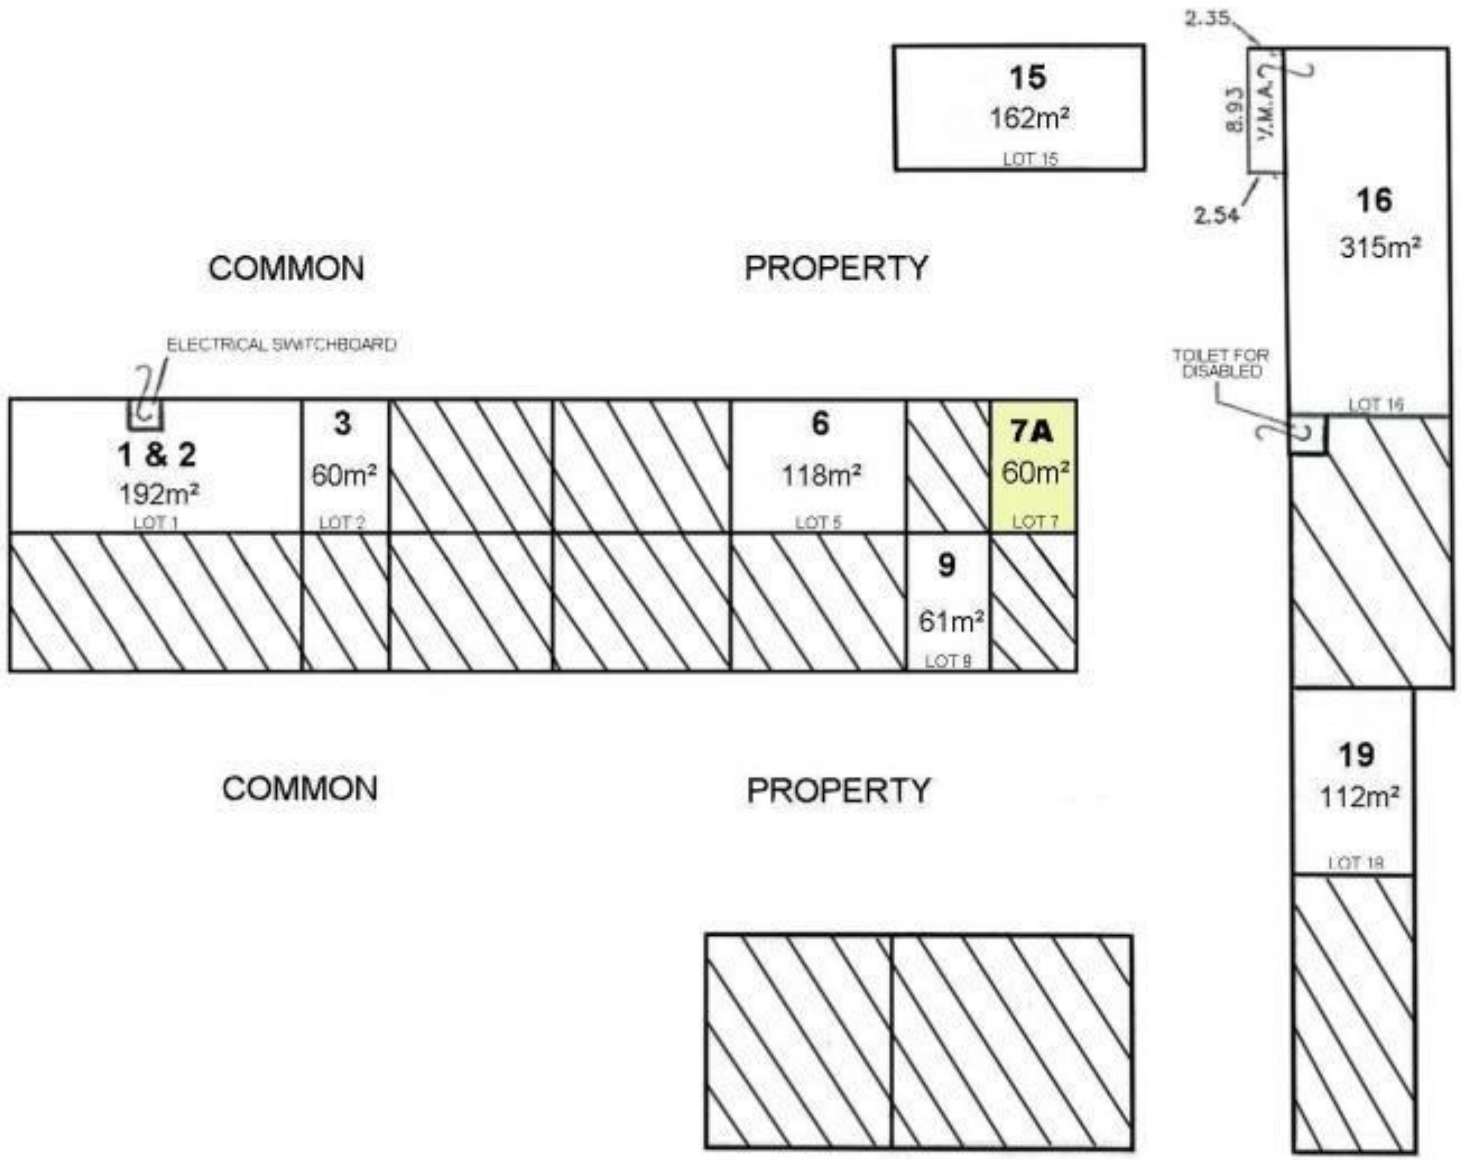 2.35
15
162m²
LOT 15
8.93
V.M.A.
2.54
16
315m²
LOT 16
COMMON PROPERTY
ELECTRICAL SWITCHBOARD
TOILET FOR
DISABLED
1 & 2
192m²
LOT 1
3
60m²
LOT 2
6
118m²
LOT 5
7A
60m²
LOT 7
9
61m²
LOT 9
19
112m²
LOT 18
COMMON PROPERTY